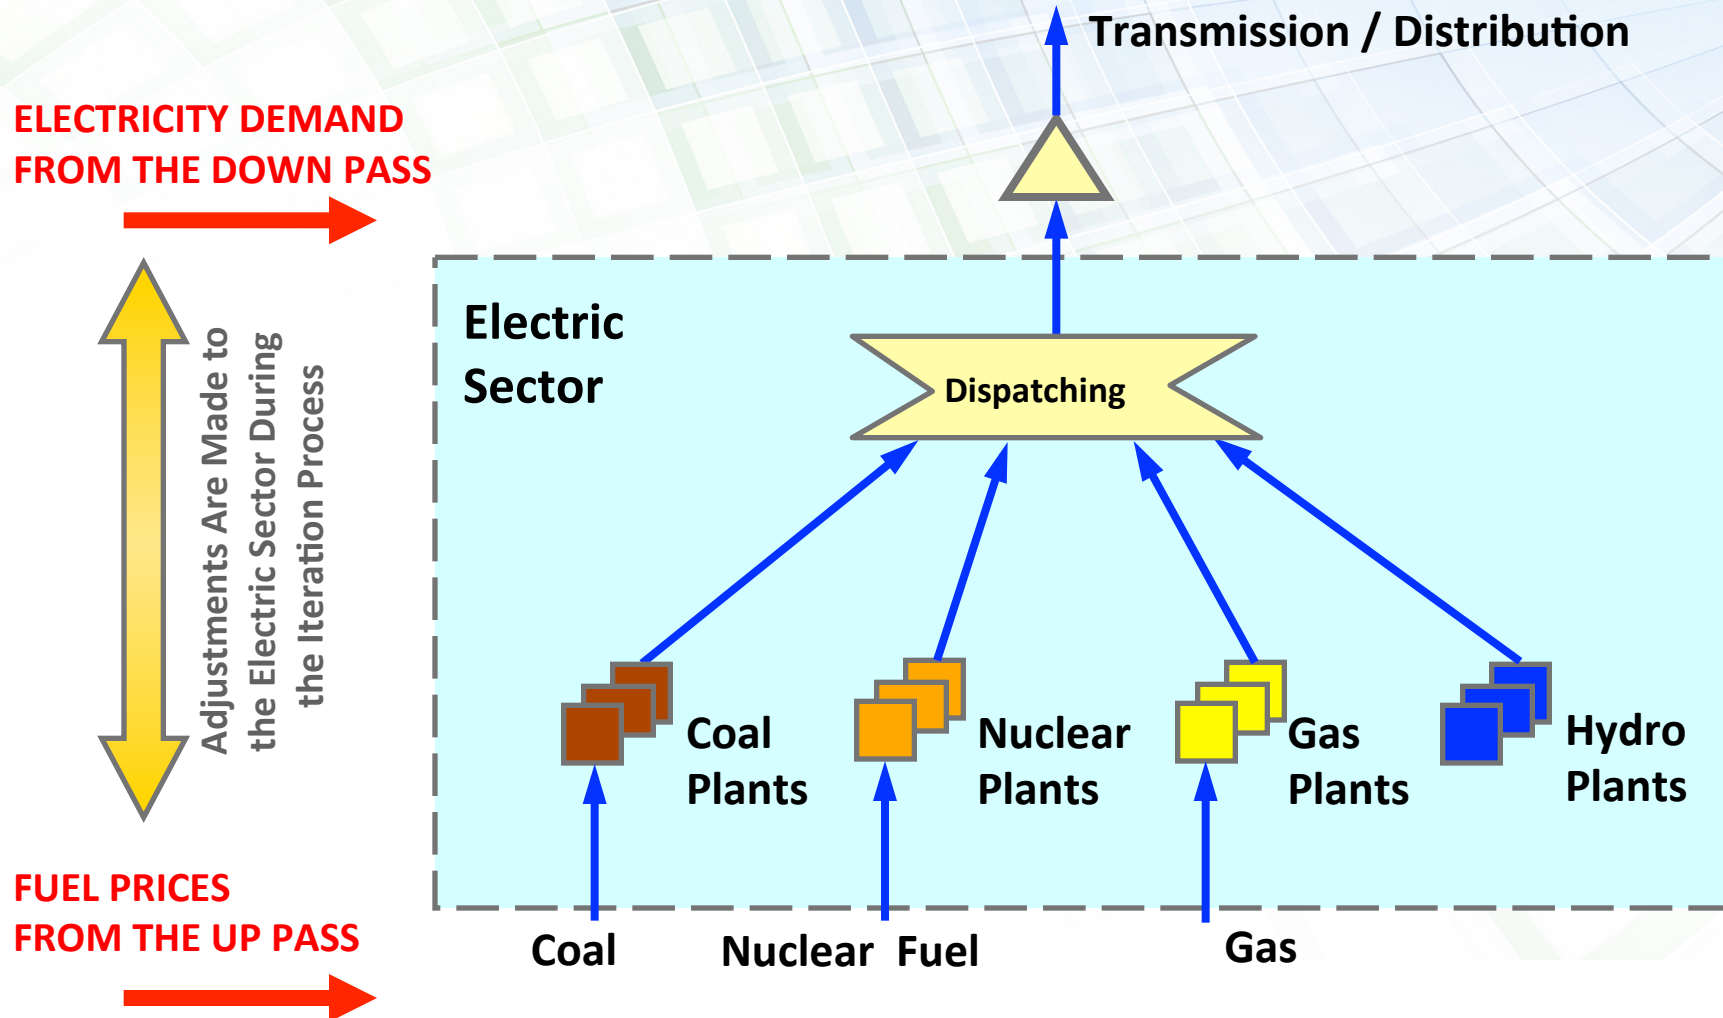 Transmission / Distribution
ELECTRICITY DEMAND
FROM THE DOWN PASS
Adjustments Are Made to
the Electric Sector During
the Iteration Process
Electric
Sector
Dispatching
Coal
Plants
Nuclear
Plants
Gas
Plants
Hydro
Plants
FUEL PRICES
FROM THE UP PASS
Coal
Nuclear Fuel
Gas